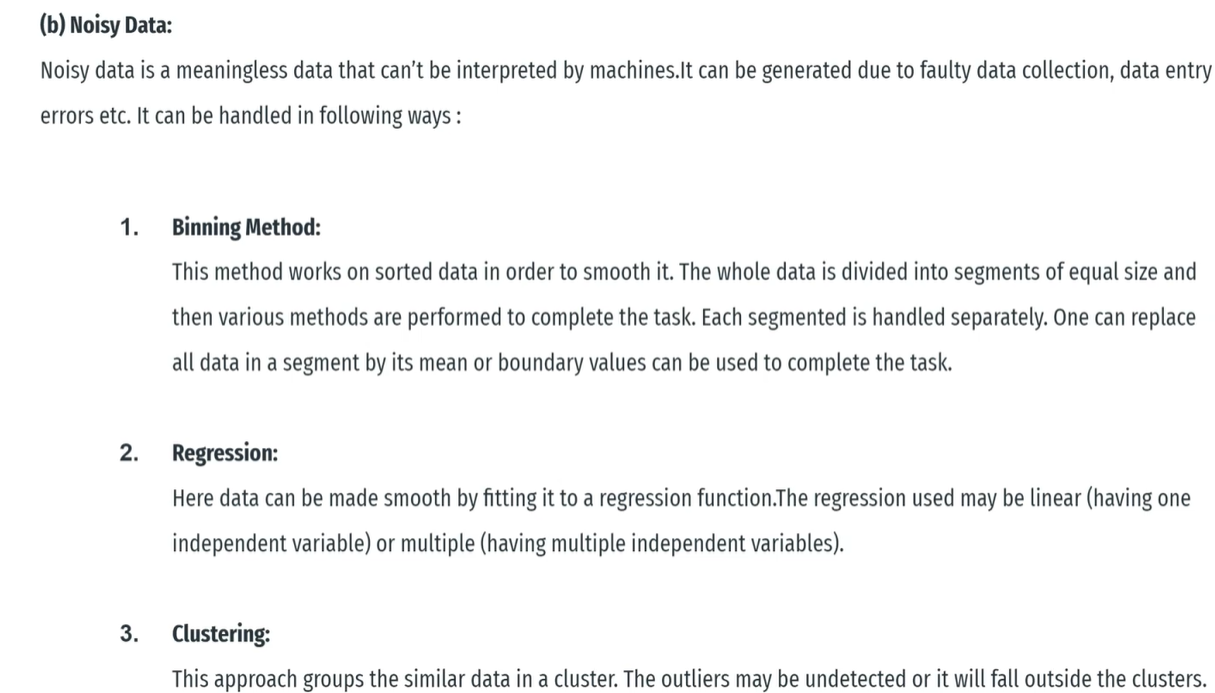 (b) Noisy Data:
Noisy data is a meaningless data that can't be interpreted by machines.It can be generated due to faulty data collection, data entry
errors etc. It can be handled in following ways :
1. Binning Method:
This method works on sorted data in order to smooth it. The whole data is divided into segments of equal size and
then various methods are performed to complete the task. Each segmented is handled separately. One can replace
all data in a segment by its mean or boundary values can be used to complete the task.
2. Regression:
Here data can be made smooth by fitting it to a regression function.The regression used may be linear (having one
independent variable) or multiple (having multiple independent variables).
3. Clustering:
This approach groups the similar data in a cluster. The outliers may be undetected or it will fall outside the clusters.